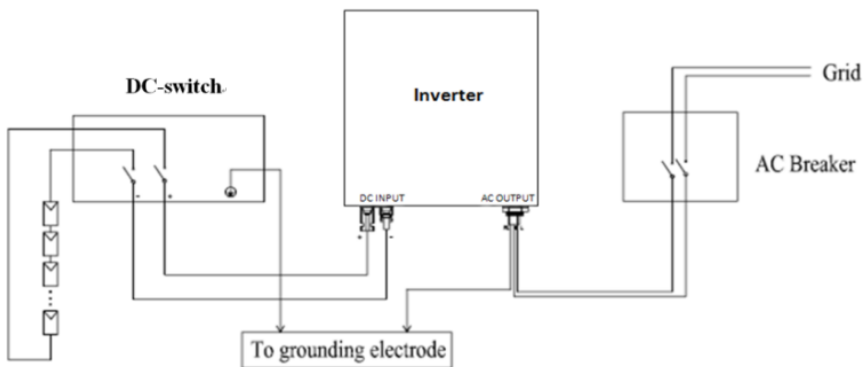 DC-switch
Inverter
Grid
AC Breaker
DC INPUT
AC OUTPUT
- +
+ -
To grounding electrode